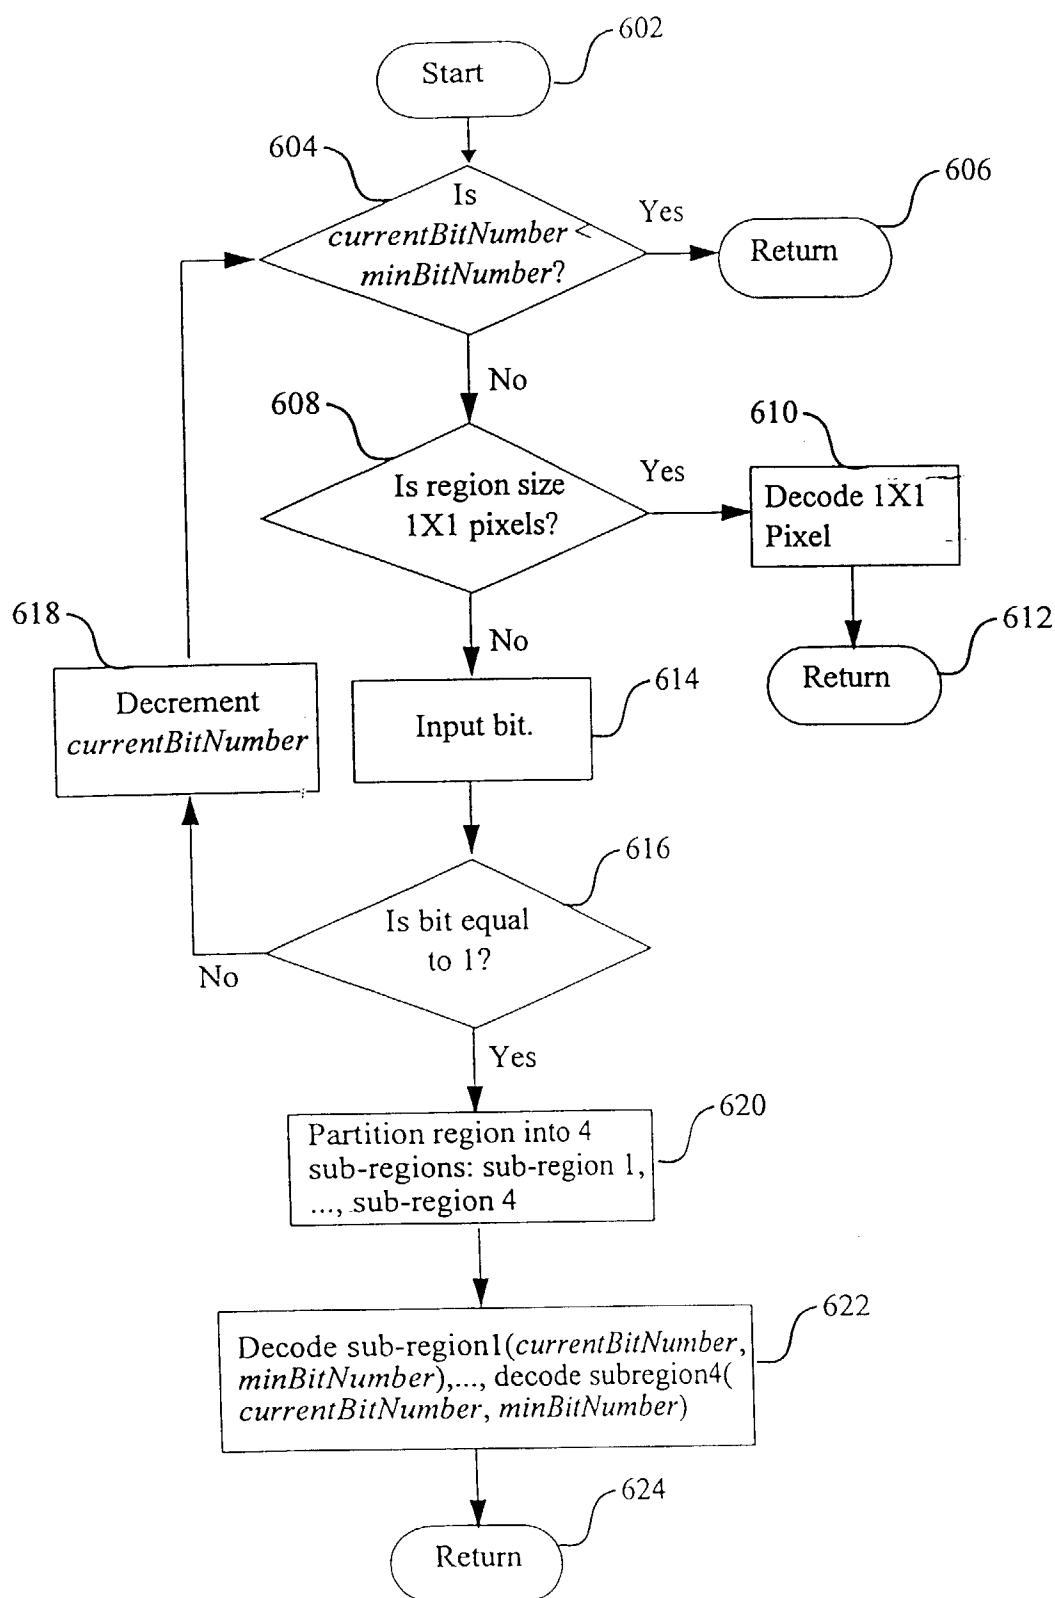 602
Start
604
Is
currentBitNumber <
minBitNumber?
Yes
606
Return
No
608
Is region size
1X1 pixels?
Yes
610
Decode 1X1
Pixel
612
Return
No
618
Decrement
currentBitNumber
614
Input bit.
616
Is bit equal
to 1?
No
Yes
620
Partition region into 4
sub-regions: sub-region 1,
..., sub-region 4
622
Decode sub-region1(currentBitNumber,
minBitNumber),..., decode subregion4(
currentBitNumber, minBitNumber)
624
Return